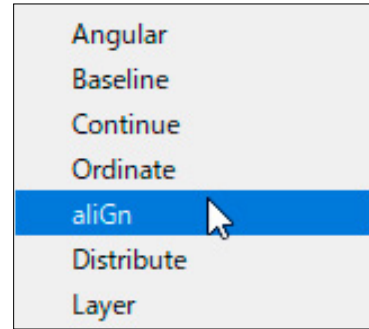 Angular
Baseline
Continue
Ordinate
aliGn
Distribute
Layer